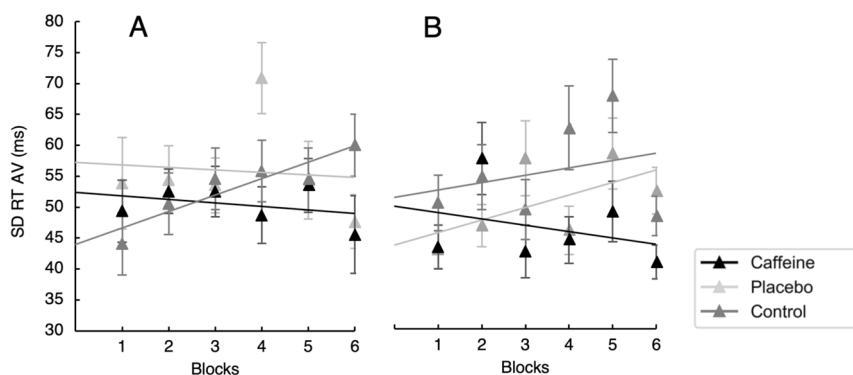 A
B
80
75
70
65
60
55
50
45
40
35
30
SD RT AV (ms)
1 2 3 4 5 6
Blocks
1 2 3 4 5 6
Blocks
Caffeine
Placebo
Control